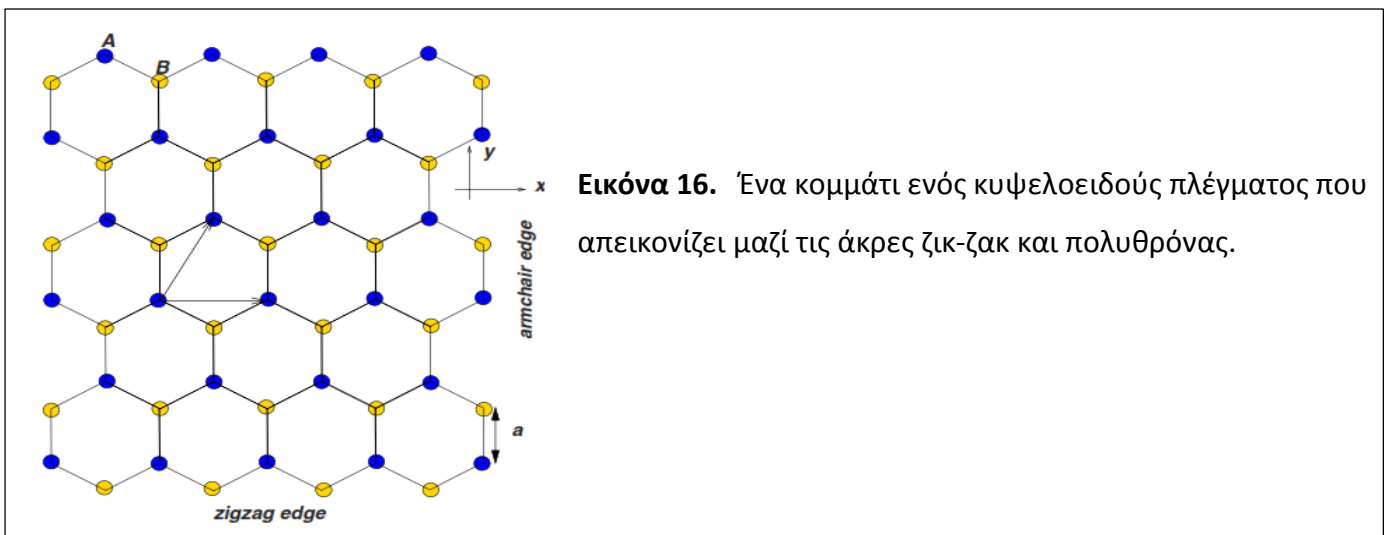 A
B
y
x
armchair edge
a
zigzag edge
Εικόνα 16. Ένα κομμάτι ενός κυψελοειδούς πλέγματος που
απεικονίζει μαζί τις άκρες ζικ-ζακ και πολυθρόνας.